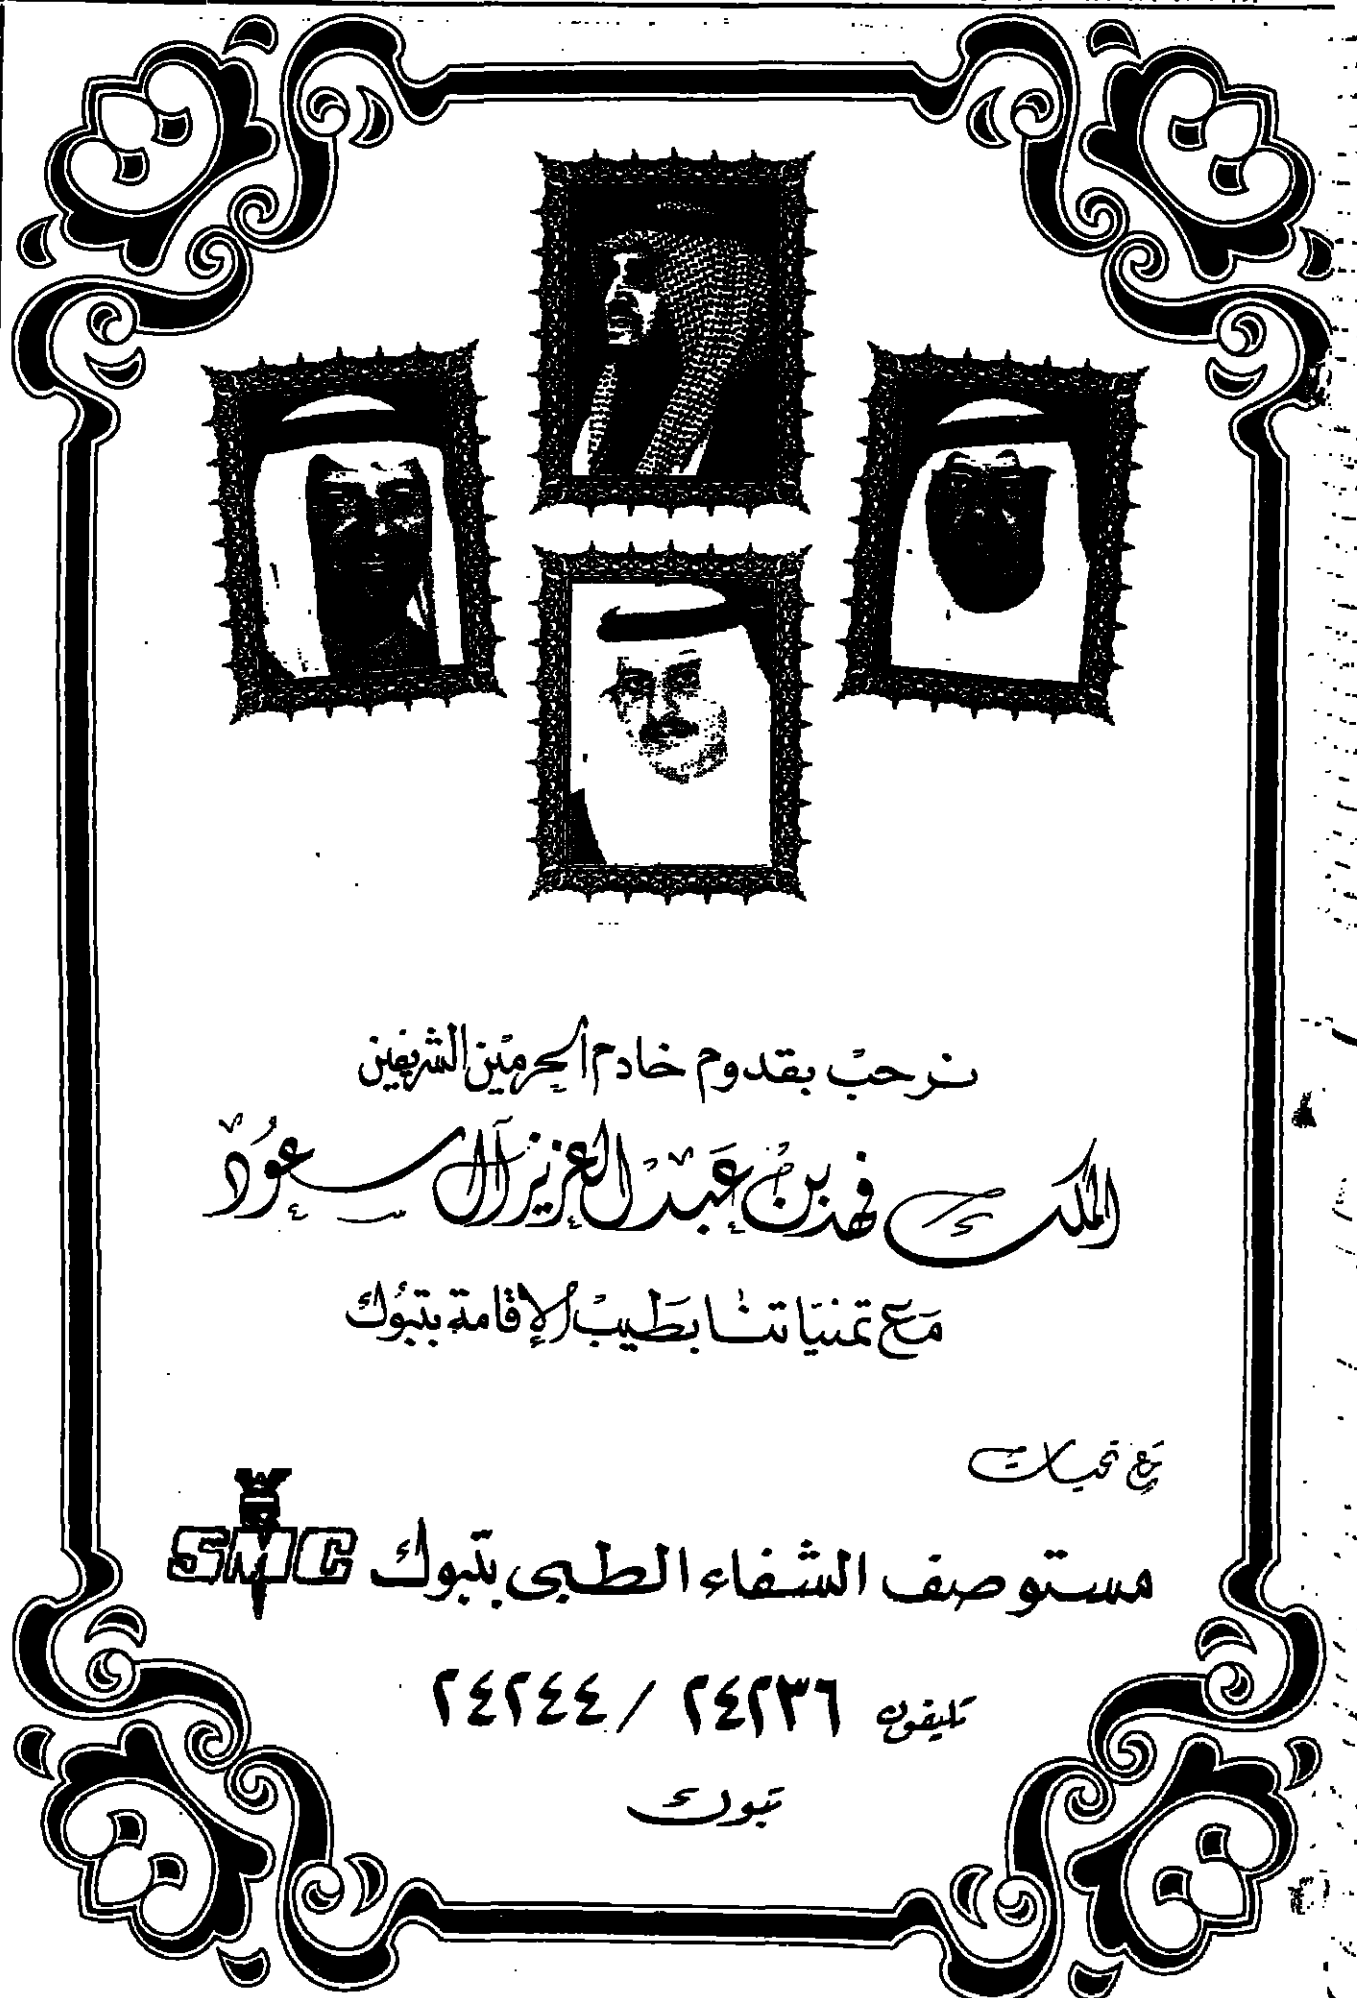 نرحب بقدوم خادم الحرمين الشريفين
الملك فهد بن عبد العزيز آل سعود
مع تمنياتنا بطيب الإقامة بتبوك
مع تحيات
مستوصف الشفاء الطبي بتبوك SMC
تليفون ٢٤٢٣٦ / ٢٤٢٤٤
تبوك